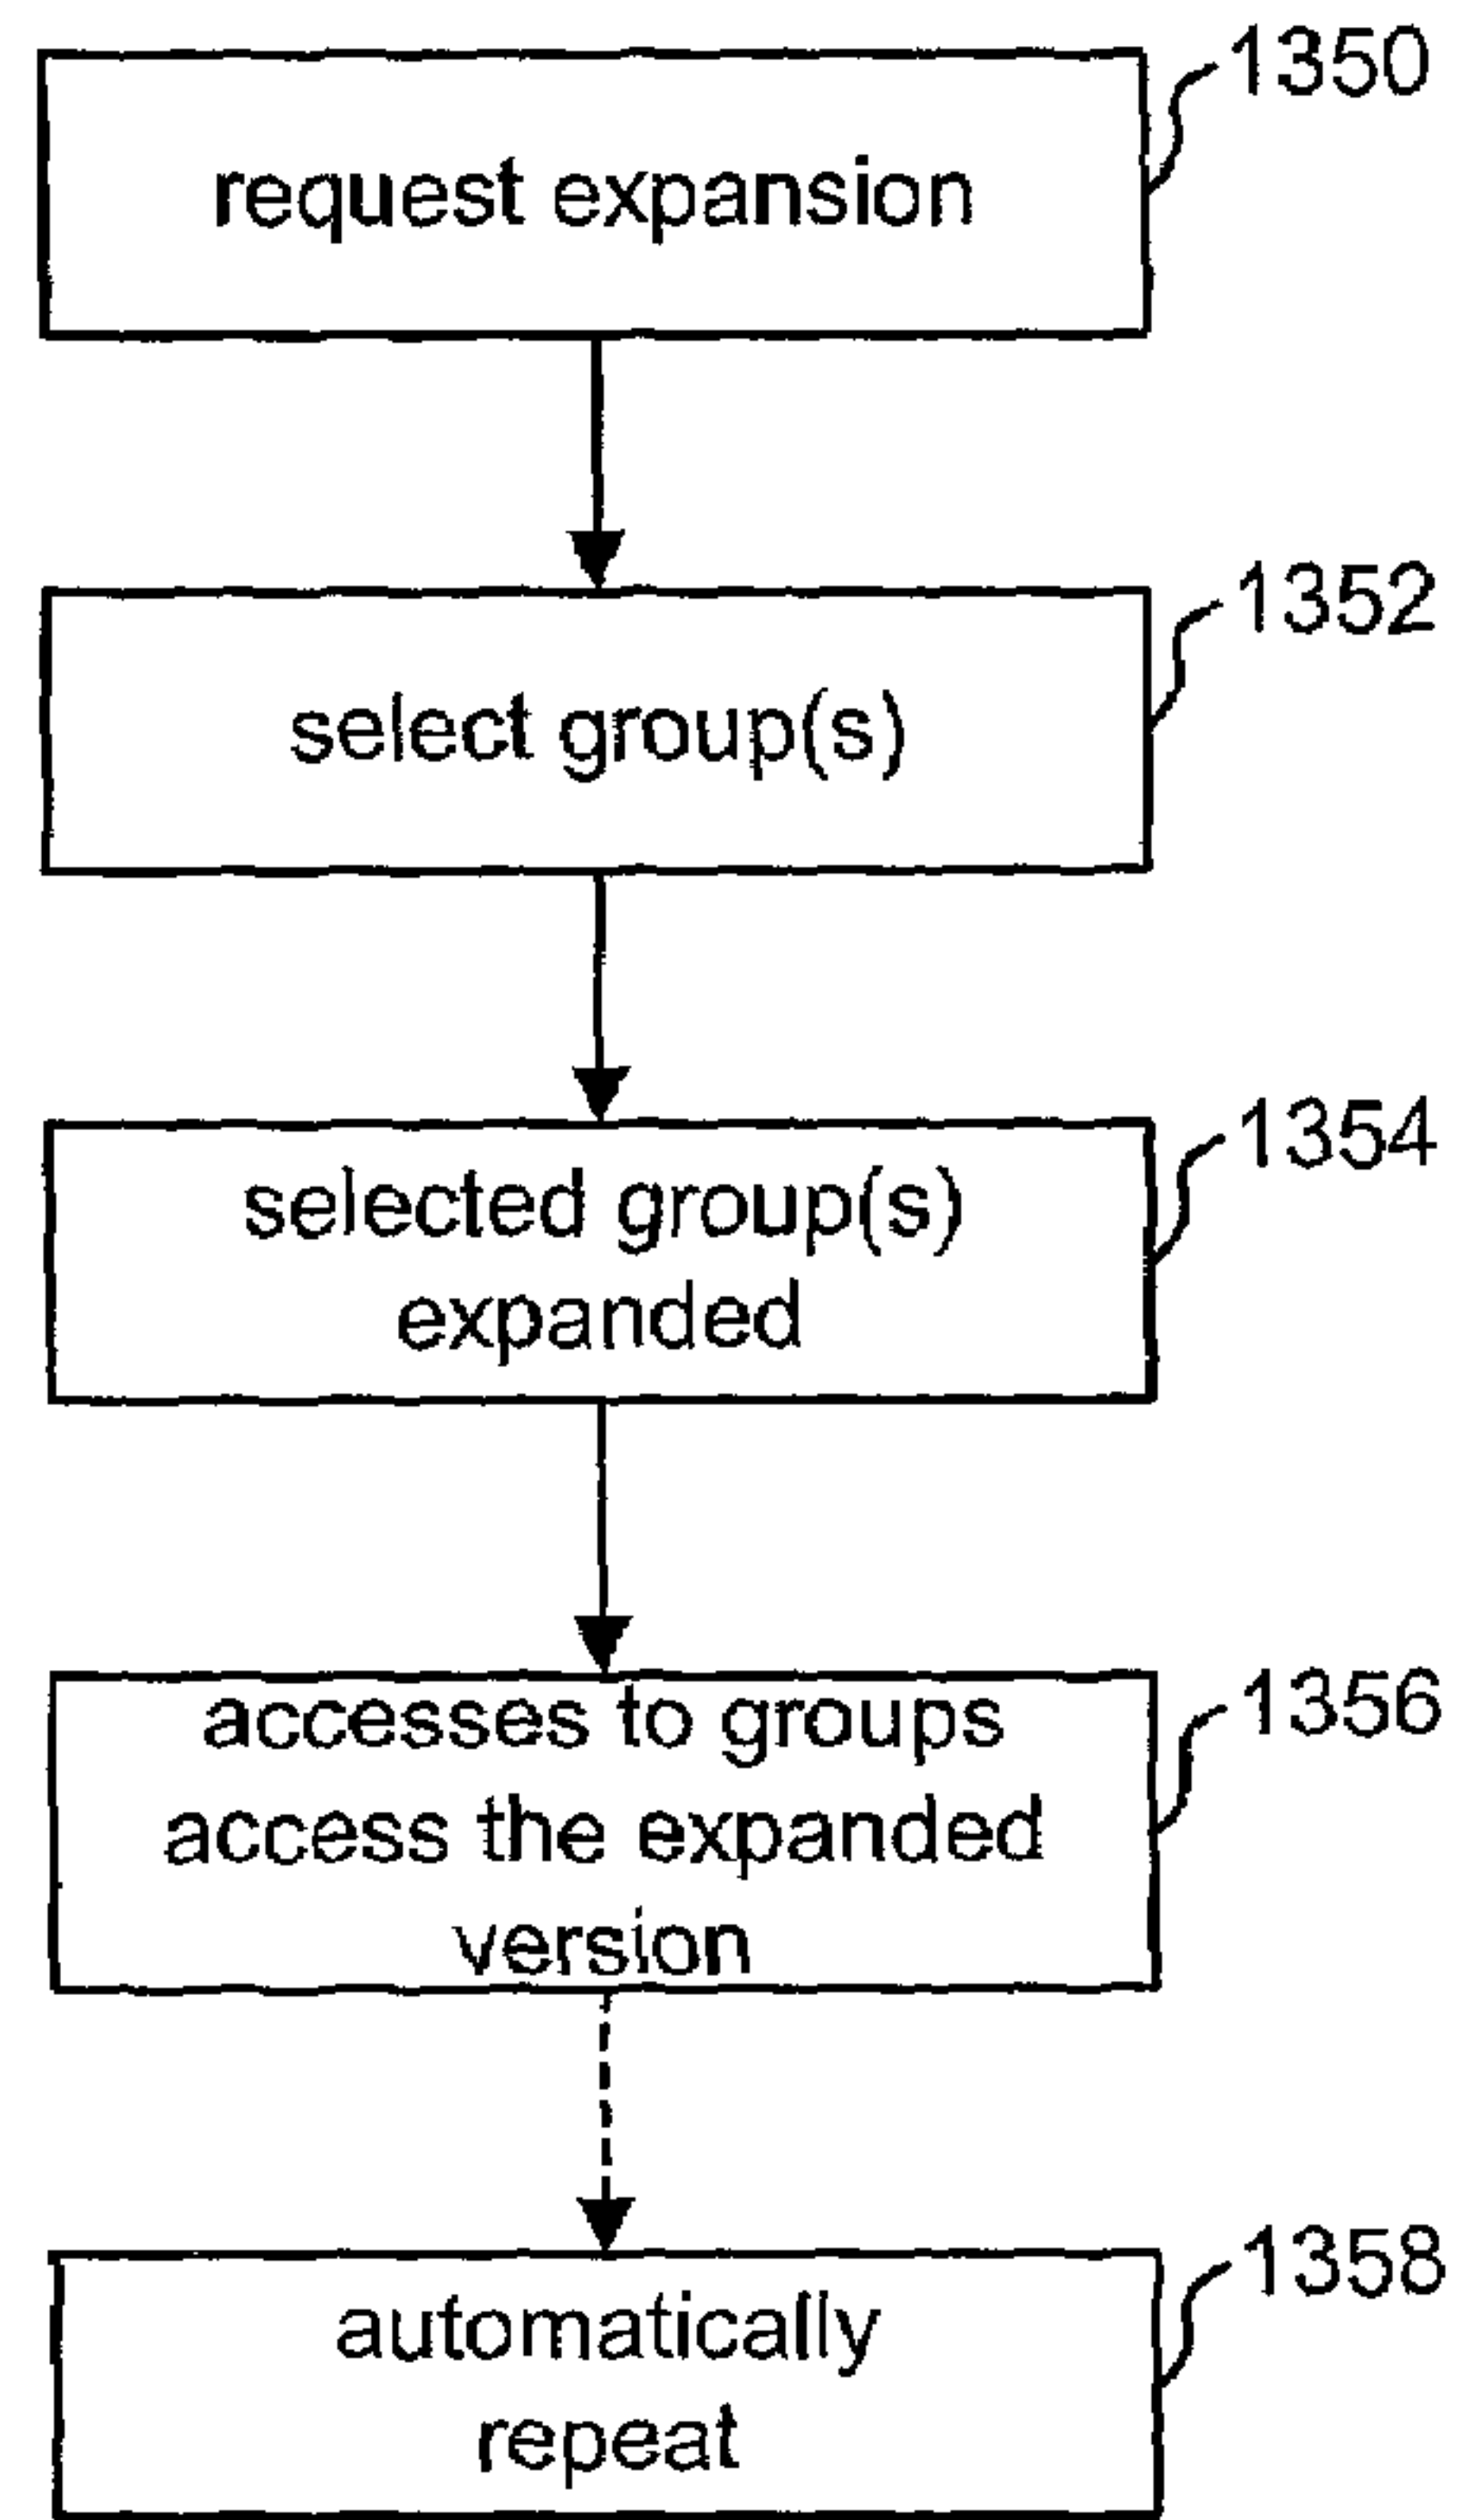 1350
request expansion
1352
select group(s)
1354
selected group(s)
expanded
1356
accesses to groups
access the expanded
version
1358
automatically
repeat